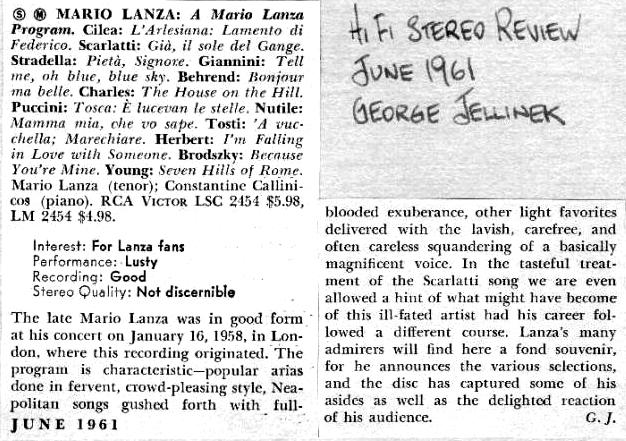 Ⓢ Ⓜ MARIO LANZA: A Mario Lanza
Program. Cilea: L'Arlesiana: Lamento di
Federico. Scarlatti: Già, il sole del Gange.
Stradella: Pietà, Signore. Giannini: Tell
me, oh blue, blue sky. Behrend: Bonjour
ma belle. Charles: The House on the Hill.
Puccini: Tosca: È lucevan le stelle. Nutile:
Mamma mia, che vo sape. Tosti: 'A vuc-
chella; Marechiare. Herbert: I'm Falling
in Love with Someone. Brodszky: Because
You're Mine. Young: Seven Hills of Rome.
Mario Lanza (tenor); Constantine Callini-
cos (piano). RCA VICTOR LSC 2454 $5.98,
LM 2454 $4.98.
Interest: For Lanza fans
Performance: Lusty
Recording: Good
Stereo Quality: Not discernible
The late Mario Lanza was in good form
at his concert on January 16, 1958, in Lon-
don, where this recording originated. The
program is characteristic—popular arias
done in fervent, crowd-pleasing style, Nea-
politan songs gushed forth with full-
JUNE 1961
HiFi STEREO REVIEW
JUNE 1961
GEORGE JELLINEK
blooded exuberance, other light favorites
delivered with the lavish, carefree, and
often careless squandering of a basically
magnificent voice. In the tasteful treat-
ment of the Scarlatti song we are even
allowed a hint of what might have become
of this ill-fated artist had his career fol-
lowed a different course. Lanza's many
admirers will find here a fond souvenir,
for he announces the various selections,
and the disc has captured some of his
asides as well as the delighted reaction
of his audience. G. J.